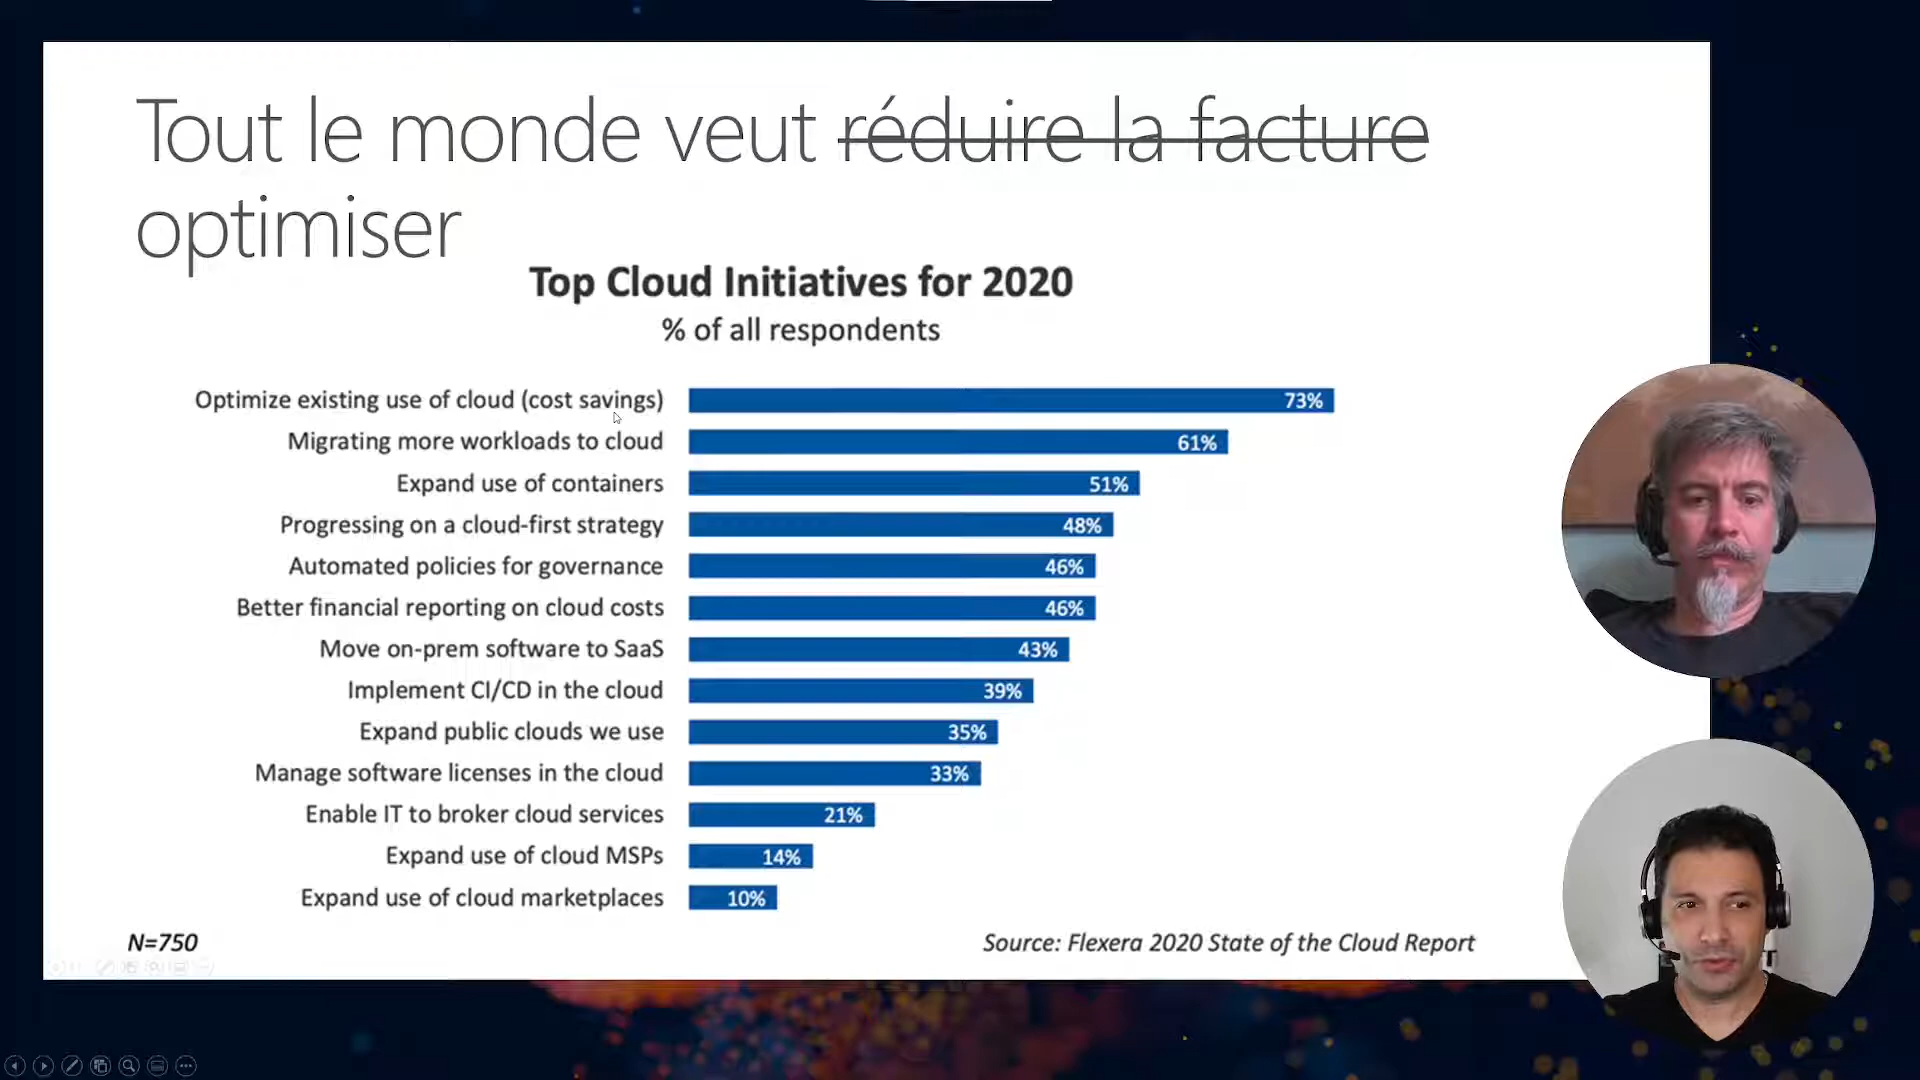 Tout le monde veut réduire la facture
optimiser
Top Cloud Initiatives for 2020
% of all respondents
Optimize existing use of cloud (cost savings) 73%
Migrating more workloads to cloud 61%
Expand use of containers 51%
Progressing on a cloud-first strategy 48%
Automated policies for governance 46%
Better financial reporting on cloud costs 46%
Move on-prem software to SaaS 43%
Implement CI/CD in the cloud 39%
Expand public clouds we use 35%
Manage software licenses in the cloud 33%
Enable IT to broker cloud services 21%
Expand use of cloud MSPs 14%
Expand use of cloud marketplaces 10%
N=750
Source: Flexera 2020 State of the Cloud Report